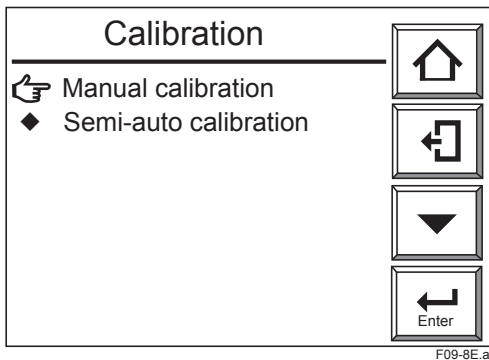 Calibration
Manual calibration
Semi-auto calibration
Enter
F09-8E.a